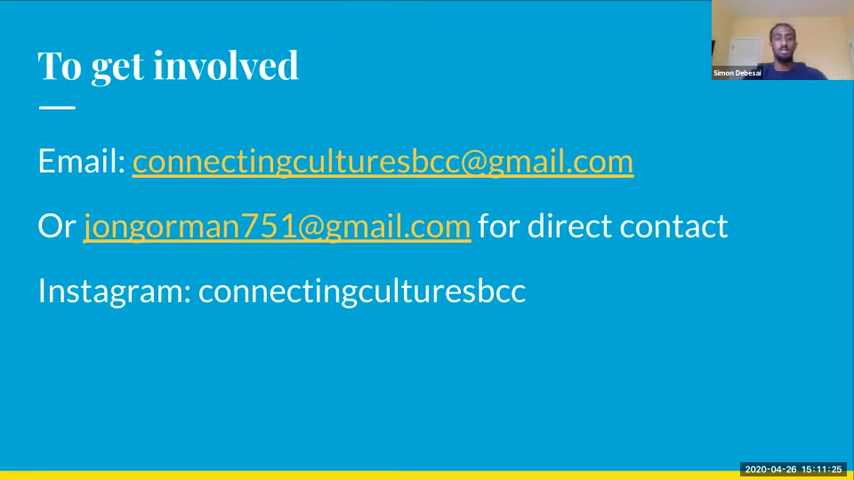 To get involved
Simon Debesai
Email: connectingculturesbcc@gmail.com
Or jongorman751@gmail.com for direct contact
Instagram: connectingculturesbcc
2020-04-26 15:11:25